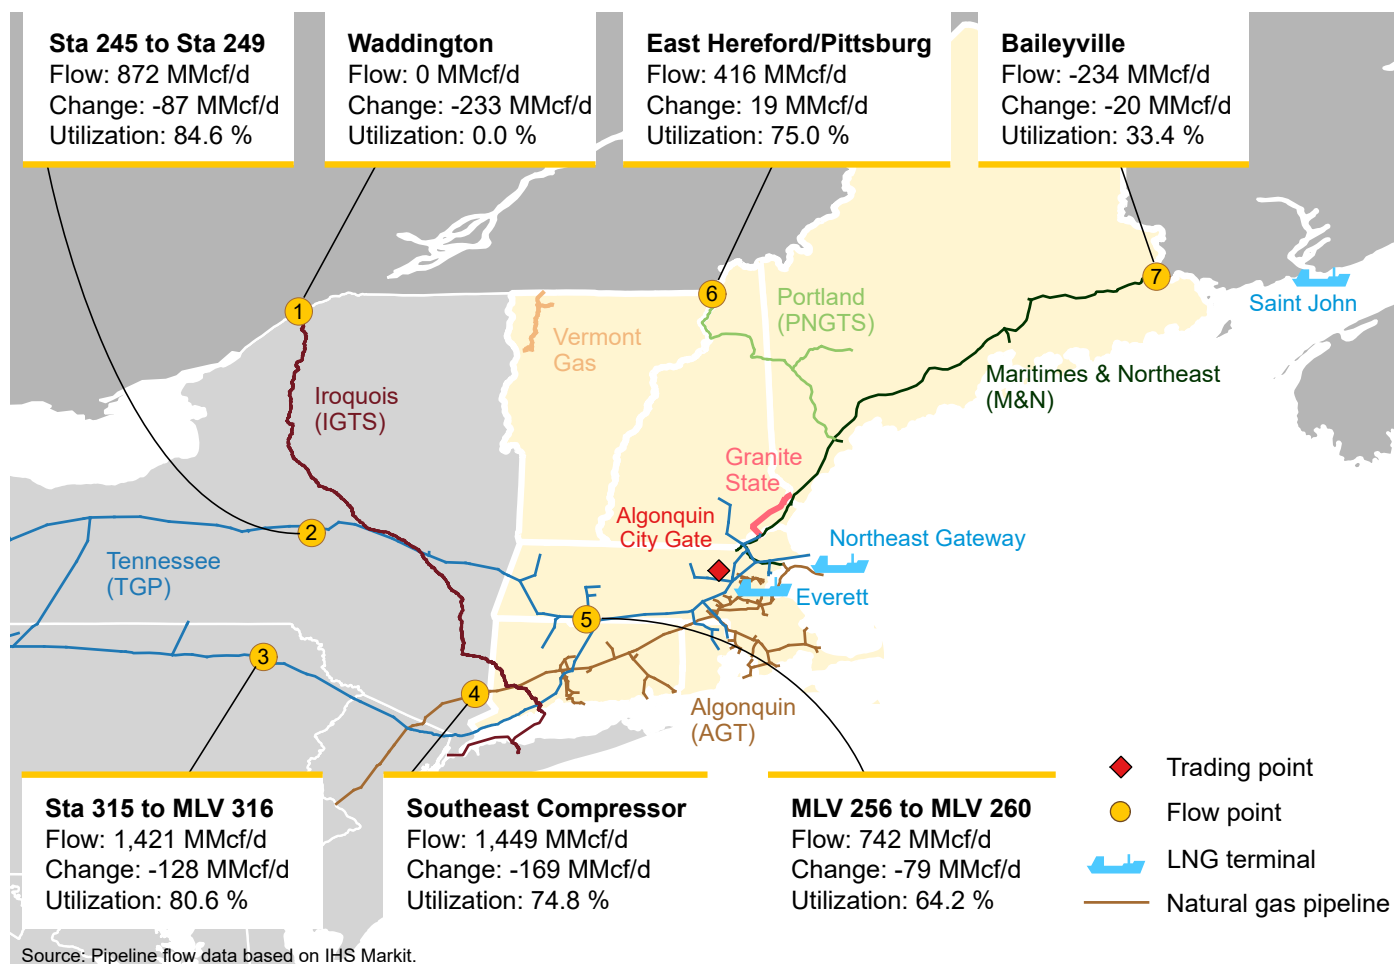 Sta 245 to Sta 249
Flow: 872 MMcf/d
Change: -87 MMcf/d
Utilization: 84.6 %
Waddington
Flow: 0 MMcf/d
Change: -233 MMcf/d
Utilization: 0.0 %
East Hereford/Pittsburg
Flow: 416 MMcf/d
Change: 19 MMcf/d
Utilization: 75.0 %
Baileyville
Flow: -234 MMcf/d
Change: -20 MMcf/d
Utilization: 33.4 %
7
6
1
Saint John
Portland
(PNGTS)
Vermont
Gas
Maritimes & Northeast
(M&N)
Iroquois
(IGTS)
Granite
State
Algonquin
City Gate
2
Northeast Gateway
Tennessee
(TGP)
Everett
5
3
4
Algonquin
(AGT)
Sta 315 to MLV 316
Flow: 1,421 MMcf/d
Change: -128 MMcf/d
Utilization: 80.6 %
Southeast Compressor
Flow: 1,449 MMcf/d
Change: -169 MMcf/d
Utilization: 74.8 %
MLV 256 to MLV 260
Flow: 742 MMcf/d
Change: -79 MMcf/d
Utilization: 64.2 %
Trading point
Flow point
LNG terminal
Natural gas pipeline
Source: Pipeline flow data based on IHS Markit.